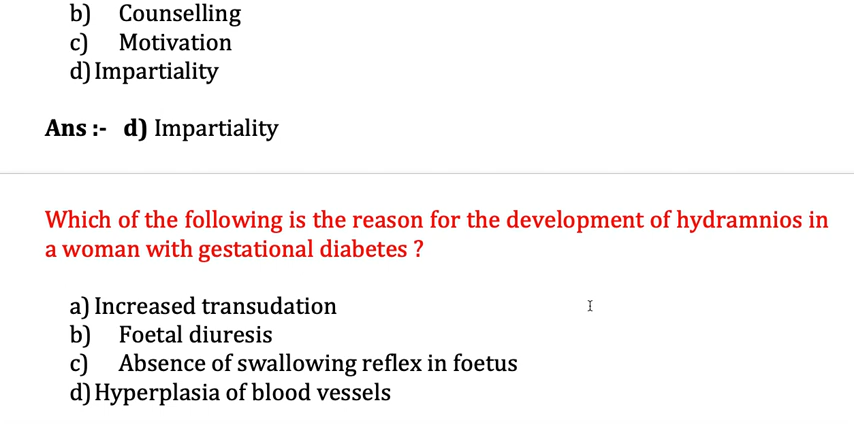 b) Counselling
c) Motivation
d) Impartiality
Ans :- d) Impartiality
Which of the following is the reason for the development of hydramnios in
a woman with gestational diabetes ?
a) Increased transudation
b) Foetal diuresis
c) Absence of swallowing reflex in foetus
d) Hyperplasia of blood vessels